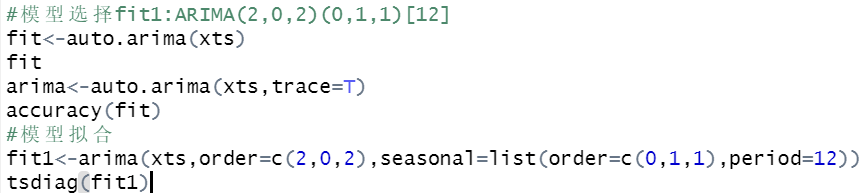 #模型选择fit1:ARIMA(2,0,2)(0,1,1)[12]
fit<-auto.arima(xts)
fit
arima<-auto.arima(xts,trace=T)
accuracy(fit)
#模型拟合
fit1<-arima(xts,order=c(2,0,2),seasonal=list(order=c(0,1,1),period=12))
tsdiag(fit1)